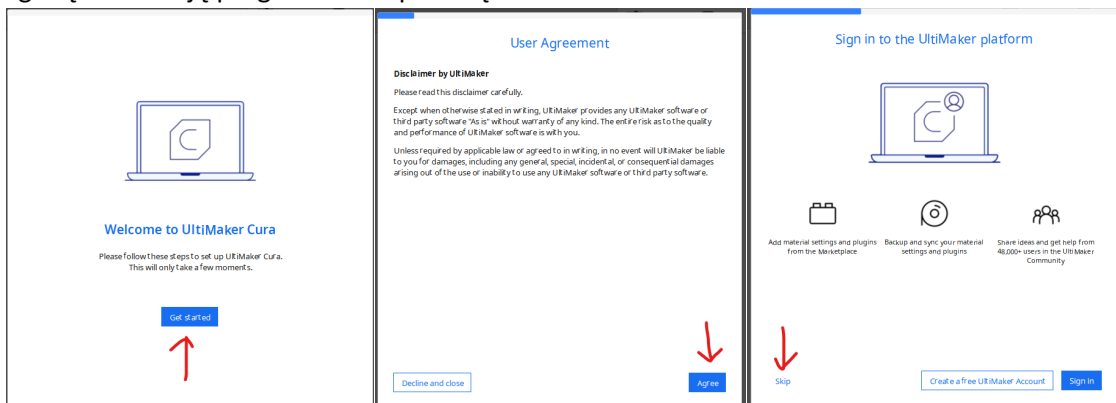 Welcome to UltiMaker Cura
Please follow these steps to set up UltiMaker Cura.
This will only take a few moments.
Get started
User Agreement
Disclaimer by UltiMaker
Please read this disclaimer carefully.
Except when otherwise stated in writing, UltiMaker provides any UltiMaker software or
third party software "As is" without warranty of any kind. The entire risk as to the quality
and performance of UltiMaker software is with you.
Unless required by applicable law or agreed to in writing, in no event will UltiMaker be liable
to you for damages, including any general, special, incidental, or consequential damages
arising out of the use or inability to use any UltiMaker software or third party software.
Decline and close
Agree
Sign in to the UltiMaker platform
Add material settings and plugins
from the Marketplace
Backup and sync your material
settings and plugins
Share ideas and get help from
48,000+ users in the UltiMaker
Community
Skip
Create a free UltiMaker Account
Sign in